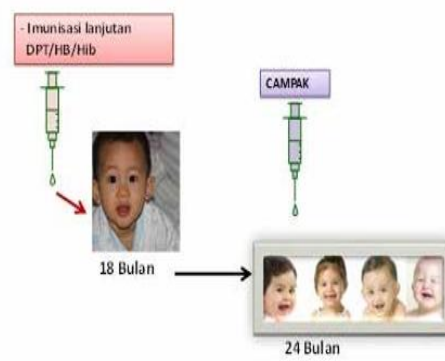 - Imunisasi lanjutan
DPT/HB/Hib
CAMPAK
18 Bulan
24 Bulan